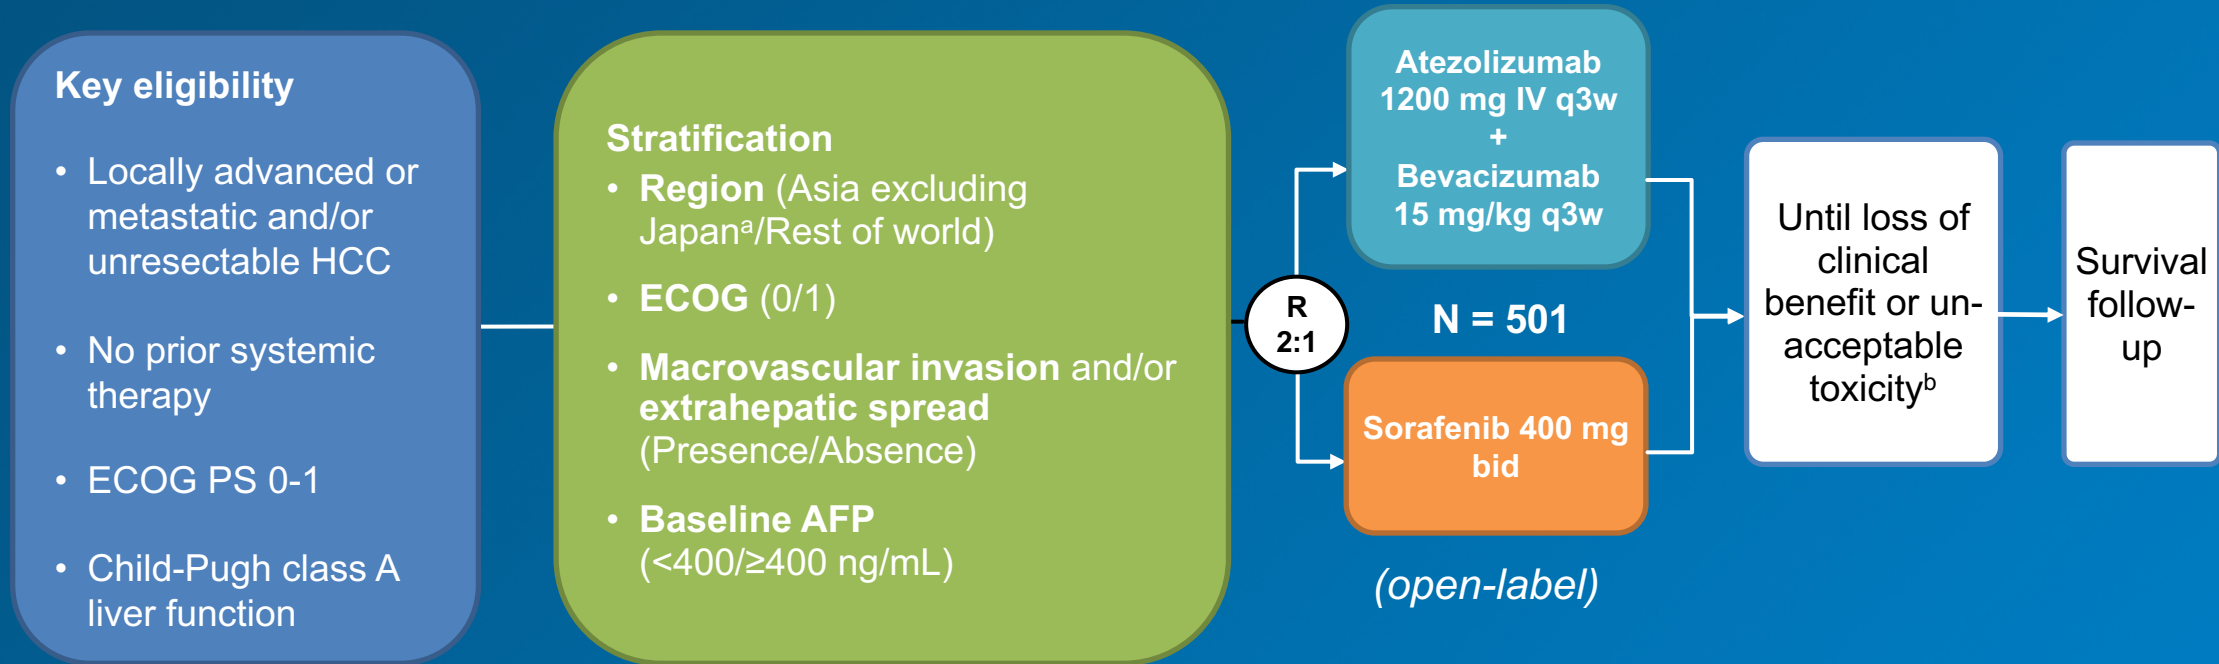 Key eligibility
• Locally advanced or
metastatic and/or
unresectable HCC
• No prior systemic
therapy
• ECOG PS 0-1
• Child-Pugh class A
liver function
Stratification
• Region (Asia excluding
Japanᵃ/Rest of world)
• ECOG (0/1)
• Macrovascular invasion and/or
extrahepatic spread
(Presence/Absence)
• Baseline AFP
(<400/≥400 ng/mL)
R
2:1
Atezolizumab
1200 mg IV q3w
+
Bevacizumab
15 mg/kg q3w
N = 501
Sorafenib 400 mg
bid
(open-label)
Until loss of
clinical
benefit or un-
acceptable
toxicityᵇ
Survival
follow-
up